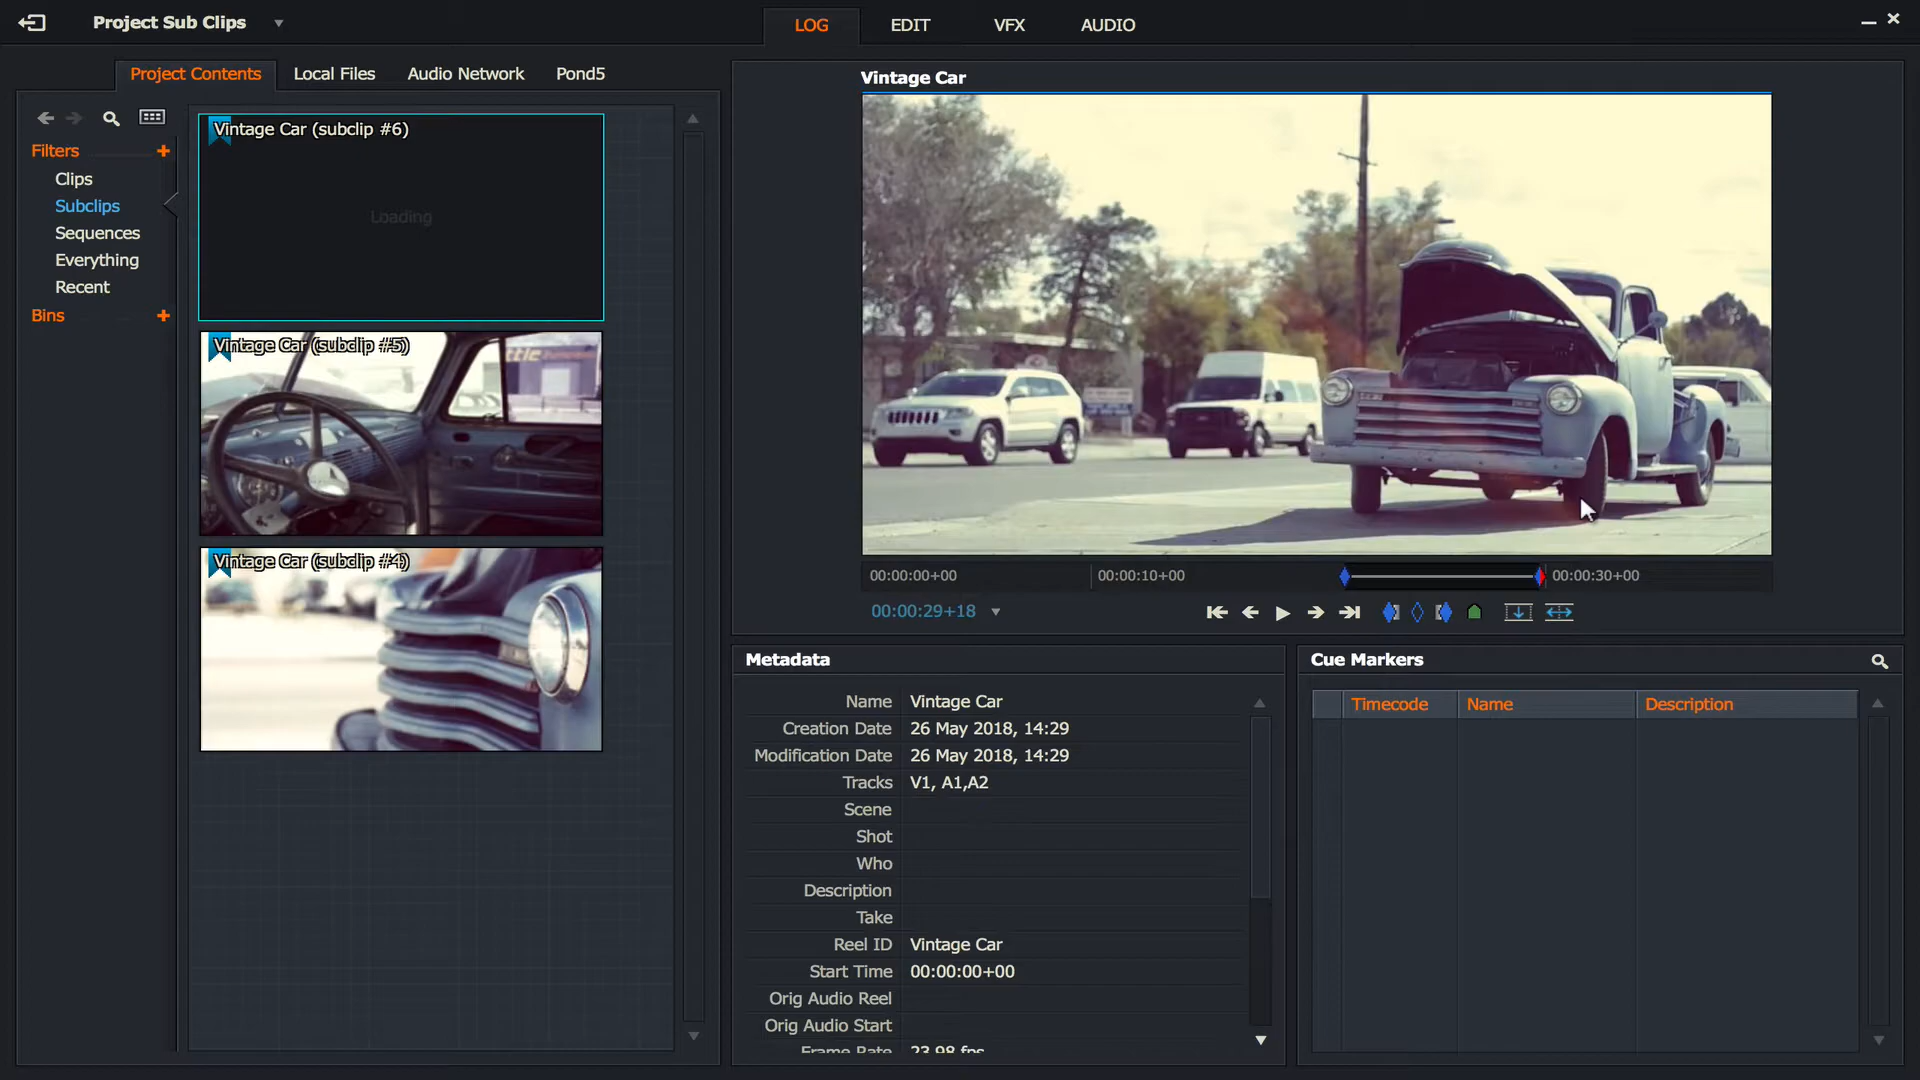 Project Sub Clips
LOG
EDIT
VFX
AUDIO
Project Contents
Local Files
Audio Network
Pond5
Filters
Clips
Subclips
Sequences
Everything
Recent
Bins
Vintage Car (subclip #6)
Loading
Vintage Car (subclip #5)
Vintage Car (subclip #4)
Vintage Car
00:00:00+00
00:00:10+00
00:00:30+00
00:00:29+18
Metadata
Name Vintage Car
Creation Date 26 May 2018, 14:29
Modification Date 26 May 2018, 14:29
Tracks V1, A1,A2
Scene
Shot
Who
Description
Take
Reel ID Vintage Car
Start Time 00:00:00+00
Orig Audio Reel
Orig Audio Start
Frame Rate 23.98 fps
Cue Markers
Timecode
Name
Description